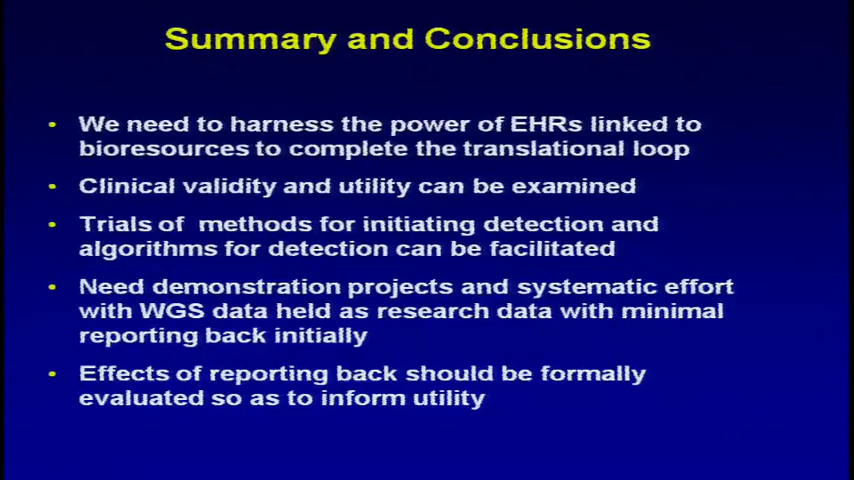 Summary and Conclusions
• We need to harness the power of EHRs linked to
bioresources to complete the translational loop
• Clinical validity and utility can be examined
• Trials of methods for initiating detection and
algorithms for detection can be facilitated
• Need demonstration projects and systematic effort
with WGS data held as research data with minimal
reporting back initially
• Effects of reporting back should be formally
evaluated so as to inform utility